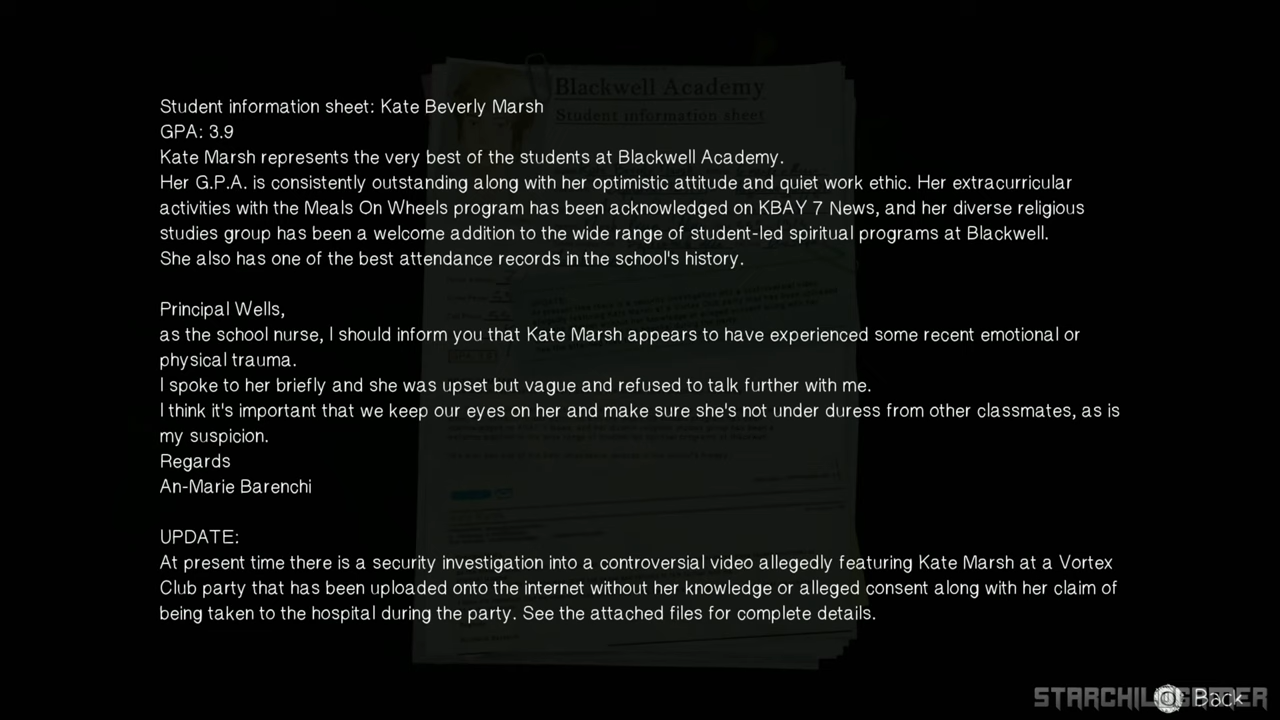 Blackwell Academy
Student information sheet
Student information sheet: Kate Beverly Marsh
GPA: 3.9
Kate Marsh represents the very best of the students at Blackwell Academy.
Her G.P.A. is consistently outstanding along with her optimistic attitude and quiet work ethic. Her extracurricular
activities with the Meals On Wheels program has been acknowledged on KBAY 7 News, and her diverse religious
studies group has been a welcome addition to the wide range of student-led spiritual programs at Blackwell.
She also has one of the best attendance records in the school's history.
Principal Wells,
as the school nurse, I should inform you that Kate Marsh appears to have experienced some recent emotional or
physical trauma.
I spoke to her briefly and she was upset but vague and refused to talk further with me.
I think it's important that we keep our eyes on her and make sure she's not under duress from other classmates, as is
my suspicion.
Regards
An-Marie Barenchi
UPDATE:
At present time there is a security investigation into a controversial video allegedly featuring Kate Marsh at a Vortex
Club party that has been uploaded onto the internet without her knowledge or alleged consent along with her claim of
being taken to the hospital during the party. See the attached files for complete details.
Back